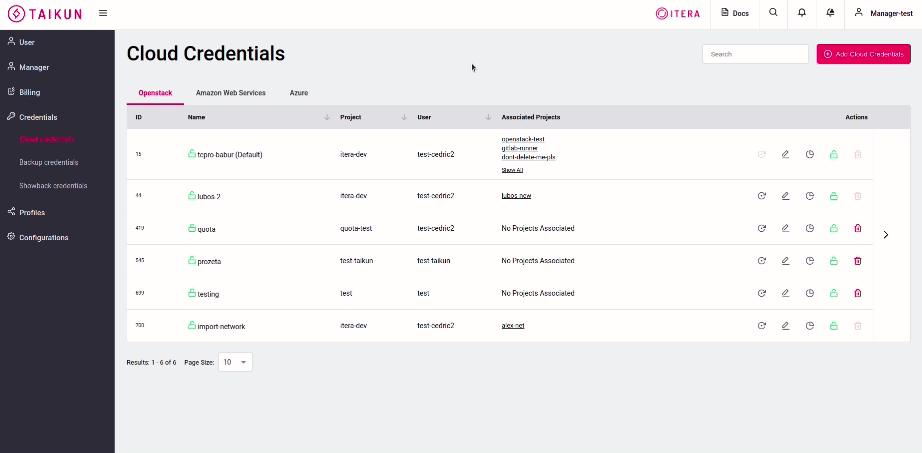 TAIKUN
ITERA
Docs
Manager-test
User
Manager
Billing
Credentials
Cloud credentials
Backup credentials
Showback credentials
Profiles
Configurations
Cloud Credentials
Search
Add Cloud Credentials
Openstack
Amazon Web Services
Azure
ID Name Project User Associated Projects Actions
15 tcpro-babur (Default) itera-dev test-cedric2 openstack-test
gitlab-runner
dont-delete-me-pls
Show All
44 lubos 2 itera-dev test-cedric2 lubos-new
419 quota quota-test test-cedric2 No Projects Associated
545 prozeta test-taikun test-taikun No Projects Associated
699 testing test test No Projects Associated
700 import-network itera-dev test-cedric2 alex-net
Results: 1 - 6 of 6 Page Size: 10